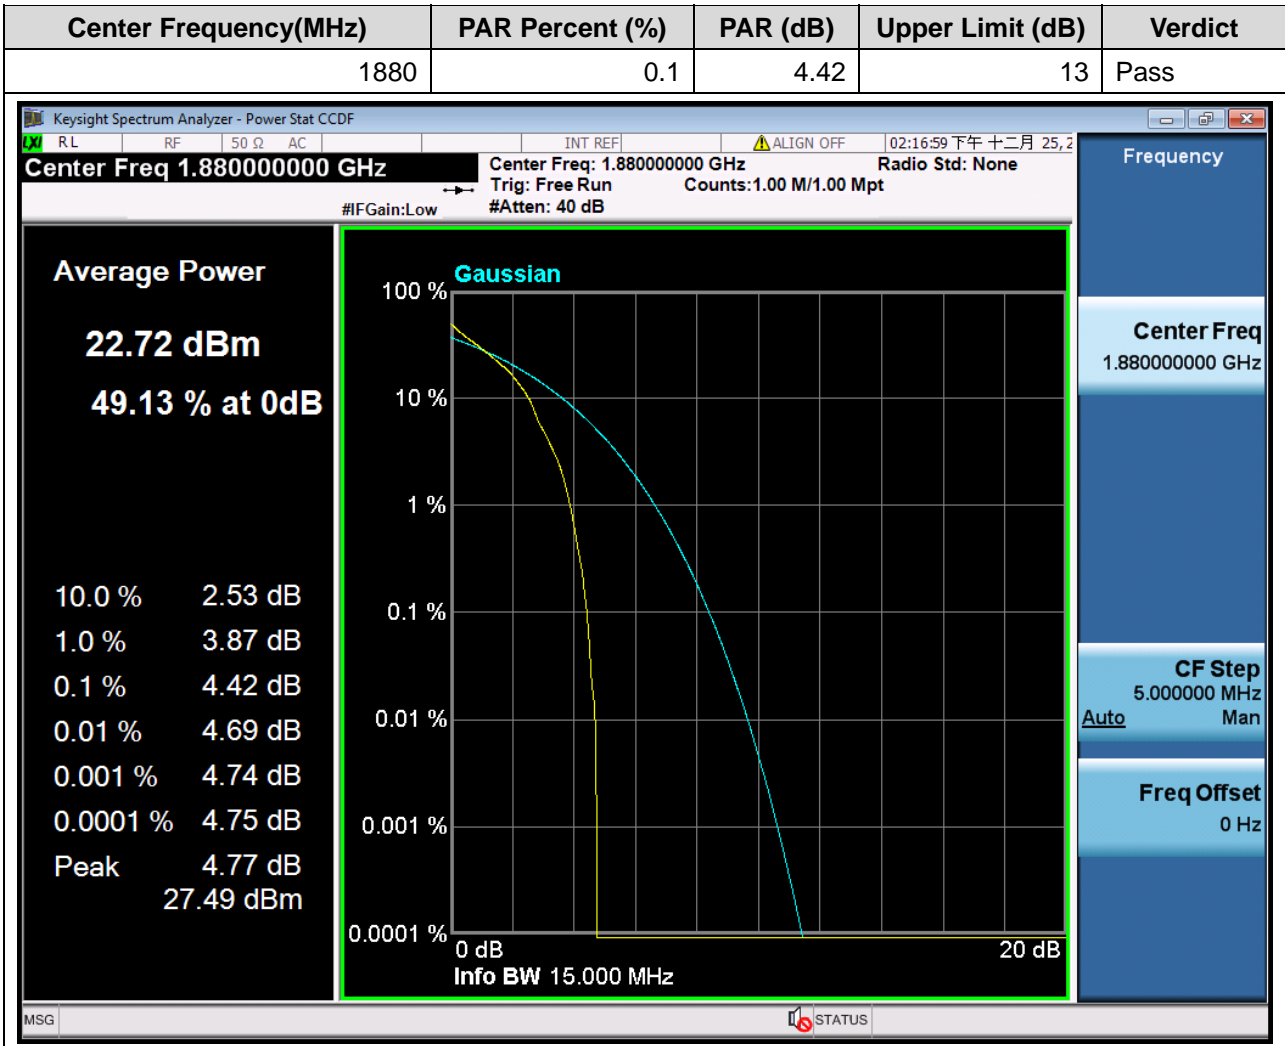 Center Frequency(MHz) PAR Percent (%) PAR (dB) Upper Limit (dB) Verdict
1880 0.1 4.42 13 Pass
Keysight Spectrum Analyzer - Power Stat CCDF
LXI RL RF 50 Ω AC INT REF ALIGN OFF 02:16:59 下午 十二月 25, 2
Center Freq 1.880000000 GHz
Center Freq: 1.880000000 GHz Radio Std: None
Trig: Free Run Counts:1.00 M/1.00 Mpt
#IFGain:Low #Atten: 40 dB
Frequency
Average Power
22.72 dBm
49.13 % at 0dB
10.0 % 2.53 dB
1.0 % 3.87 dB
0.1 % 4.42 dB
0.01 % 4.69 dB
0.001 % 4.74 dB
0.0001 % 4.75 dB
Peak 4.77 dB
27.49 dBm
Gaussian
100 %
10 %
1 %
0.1 %
0.01 %
0.001 %
0.0001 %
0 dB 20 dB
Info BW 15.000 MHz
Center Freq
1.880000000 GHz
CF Step
5.000000 MHz
Auto Man
Freq Offset
0 Hz
MSG STATUS